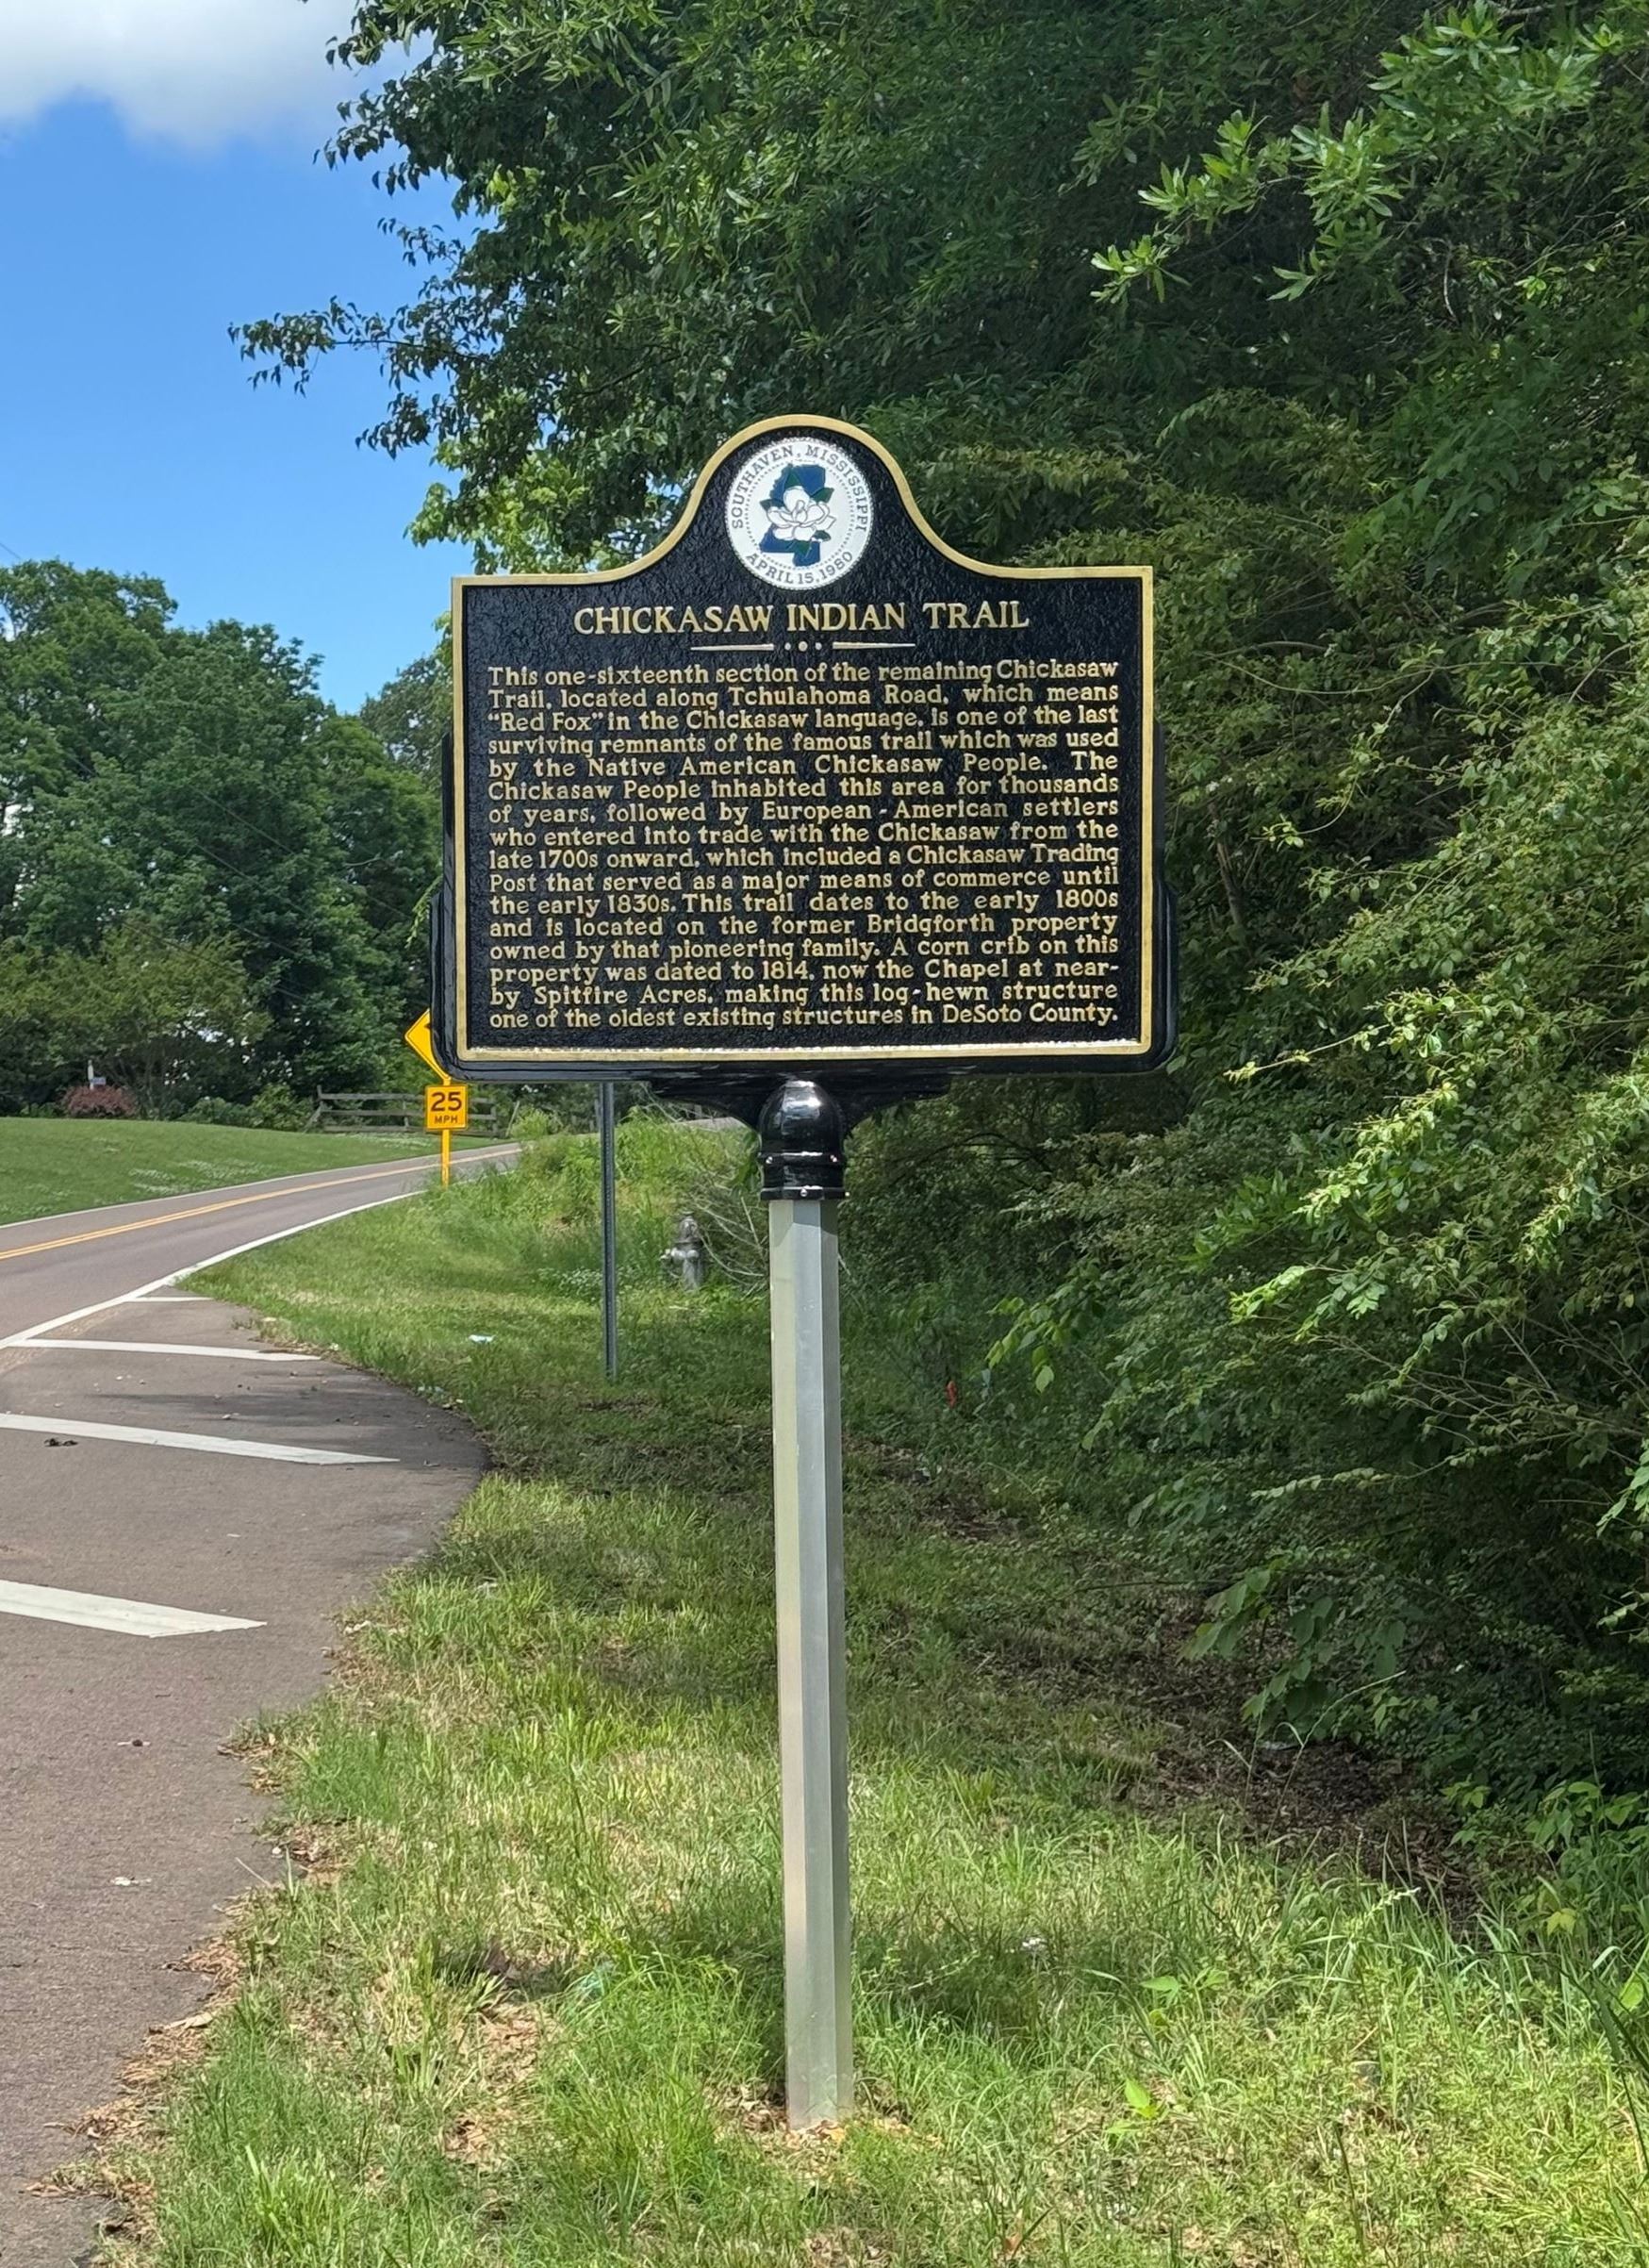 SOUTHAVEN, MISSISSIPPI
APRIL 15, 1980
CHICKASAW INDIAN TRAIL
This one-sixteenth section of the remaining Chickasaw
Trail, located along Tchulahoma Road, which means
"Red Fox" in the Chickasaw language, is one of the last
surviving remnants of the famous trail which was used
by the Native American Chickasaw People. The
Chickasaw People inhabited this area for thousands
of years, followed by European-American settlers
who entered into trade with the Chickasaw from the
late 1700s onward, which included a Chickasaw Trading
Post that served as a major means of commerce until
the early 1830s. This trail dates to the early 1800s
and is located on the former Bridgforth property
owned by that pioneering family. A corn crib on this
property was dated to 1814, now the Chapel at near-
by Spitfire Acres, making this log-hewn structure
one of the oldest existing structures in DeSoto County.
25
MPH